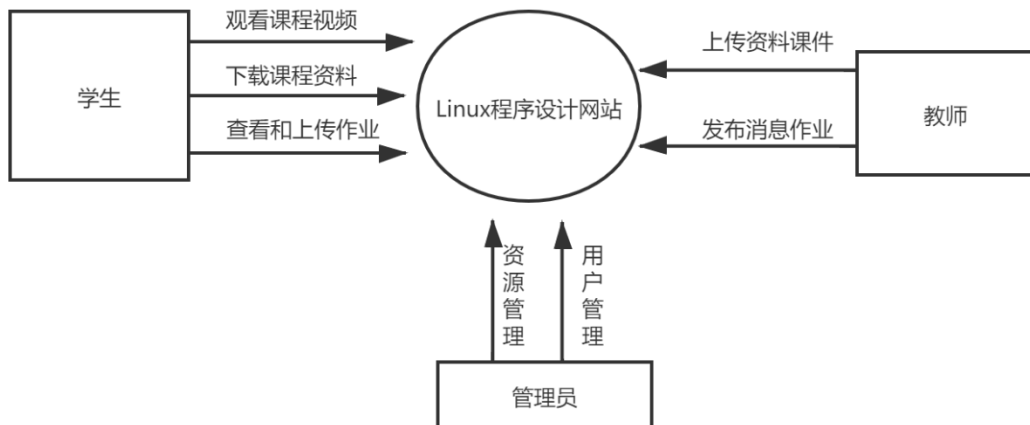 观看课程视频
下载课程资料
查看和上传作业
学生
Linux程序设计网站
上传资料课件
发布消息作业
教师
资源管理
用户管理
管理员